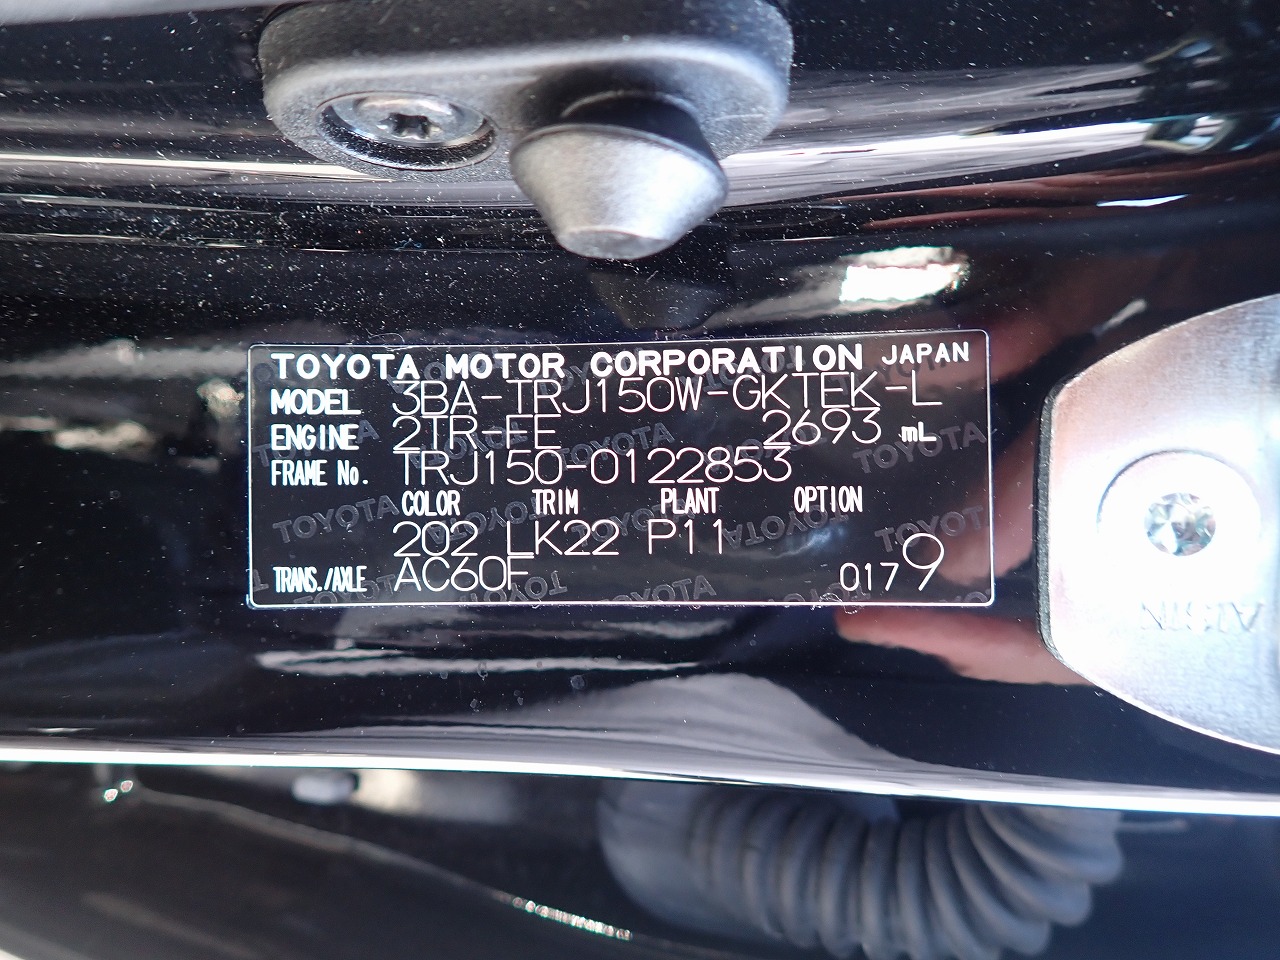 TOYOTA MOTOR CORPORATION JAPAN
MODEL 3BA-TRJ150W-GKTEK-L
ENGINE 2TR-FE 2693 mL
FRAME No. TRJ150-0122853
COLOR TRIM PLANT OPTION
202 LK22 P11
TRANS./AXLE AC60F 0179
AISIN